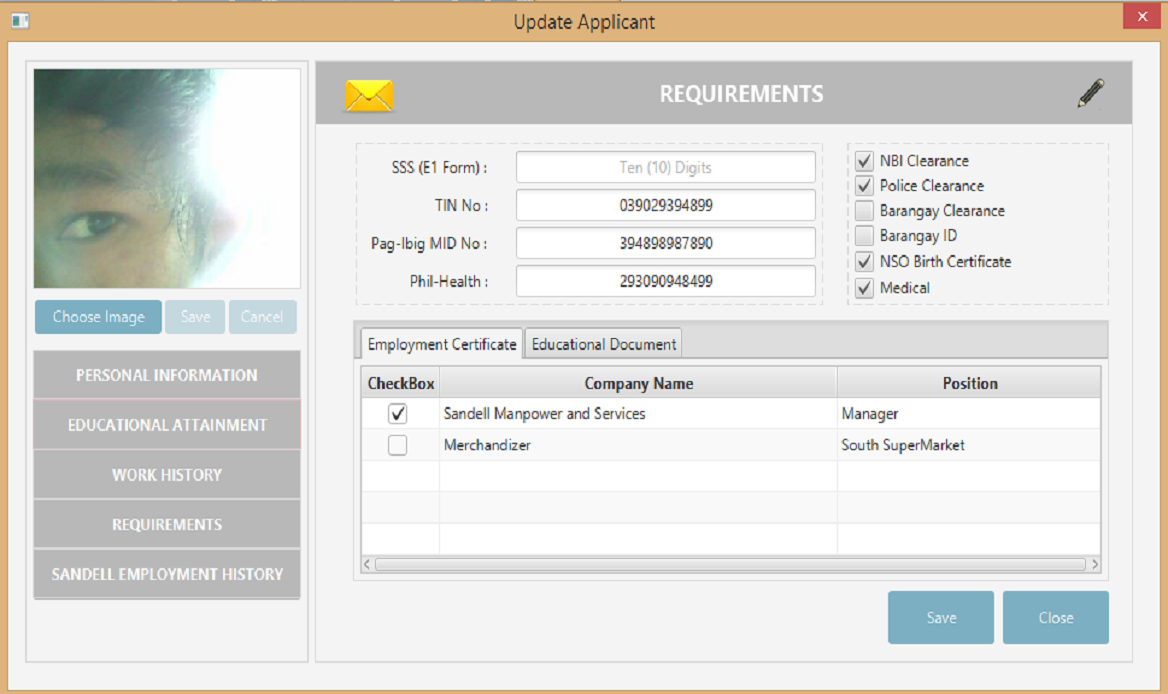 Update Applicant
Choose Image
Save
Cancel
PERSONAL INFORMATION
EDUCATIONAL ATTAINMENT
WORK HISTORY
REQUIREMENTS
SANDELL EMPLOYMENT HISTORY
REQUIREMENTS
SSS (E1 Form) : Ten (10) Digits
TIN No : 039029394899
Pag-Ibig MID No : 394898987890
Phil-Health : 293090948499
NBI Clearance
Police Clearance
Barangay Clearance
Barangay ID
NSO Birth Certificate
Medical
Employment Certificate Educational Document
CheckBox Company Name Position
Sandell Manpower and Services Manager
Merchandizer South SuperMarket
Save Close